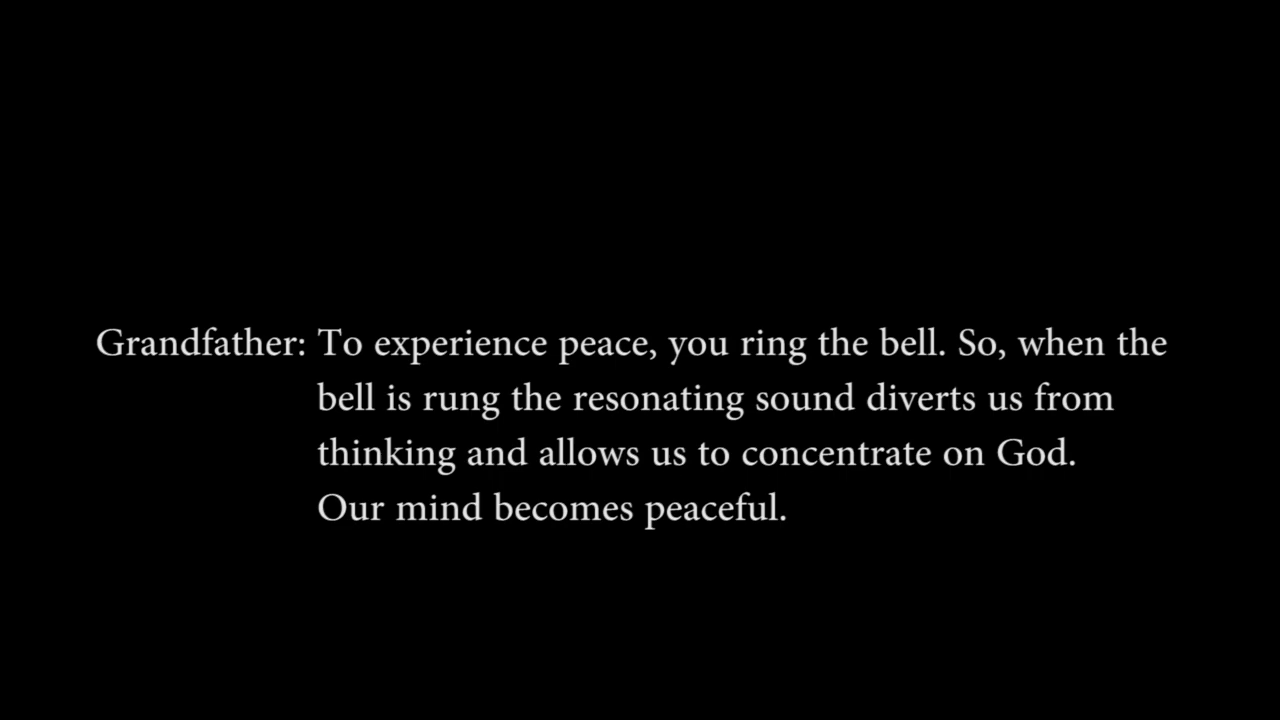 Grandfather: To experience peace, you ring the bell. So, when the
bell is rung the resonating sound diverts us from
thinking and allows us to concentrate on God.
Our mind becomes peaceful.